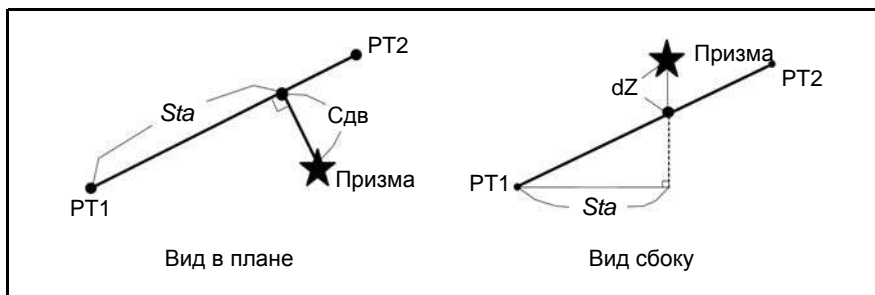 PT2
Sta
Сдв
Призма
PT1
Вид в плане
Призма
PT2
dZ
PT1
Sta
Вид сбоку